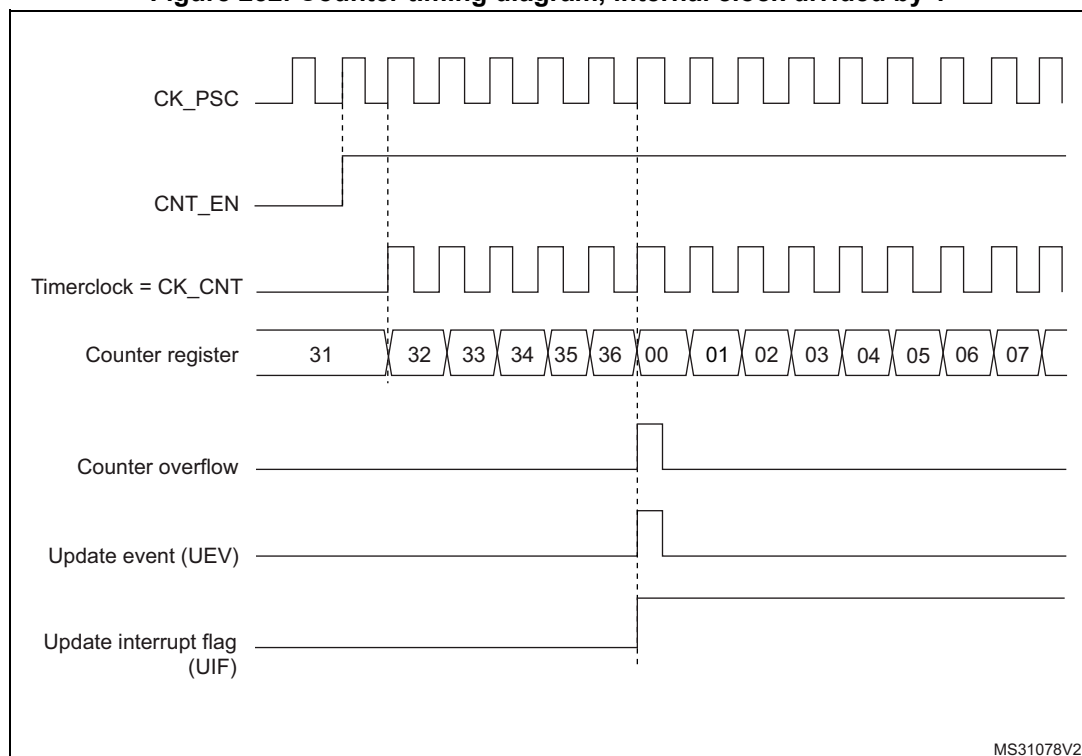 CK_PSC
CNT_EN
Timerclock = CK_CNT
Counter register 31 32 33 34 35 36 00 01 02 03 04 05 06 07
Counter overflow
Update event (UEV)
Update interrupt flag
(UIF)
MS31078V2